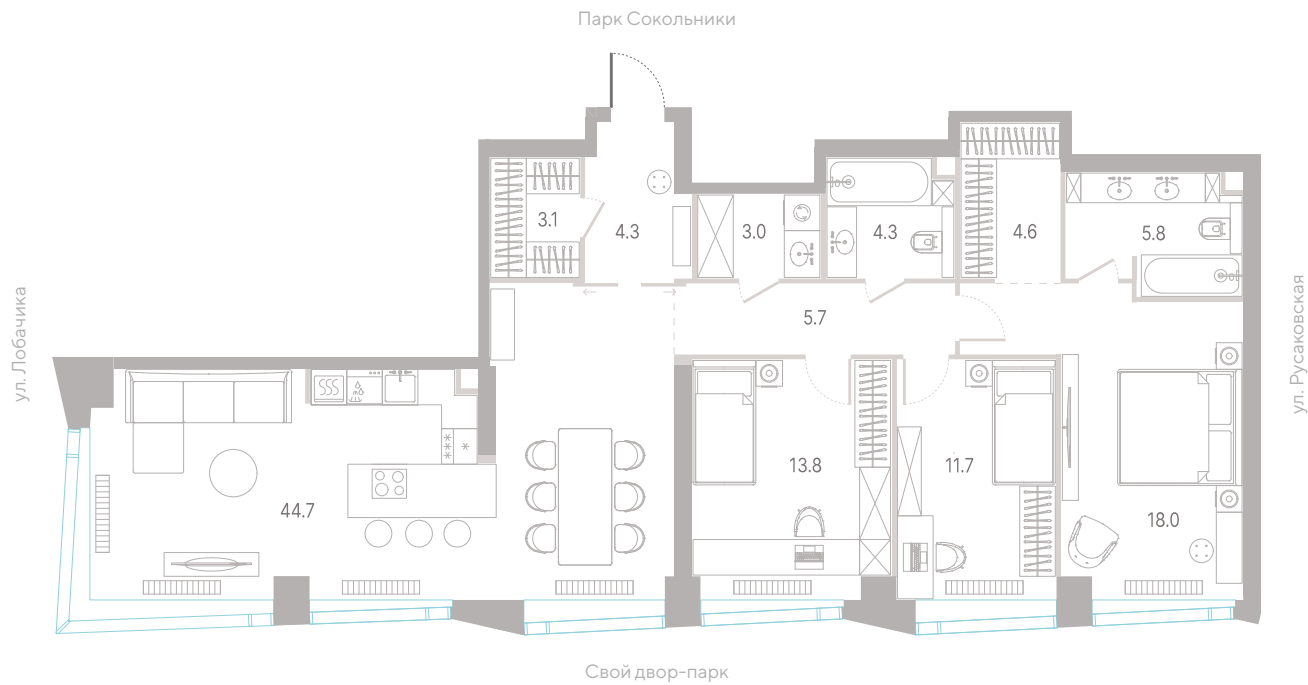 Парк Сокольники
3.1
4.3
3.0
4.3
4.6
5.8
5.7
ул. Лобачика
ул. Русаковская
13.8
11.7
44.7
18.0
Свой двор-парк